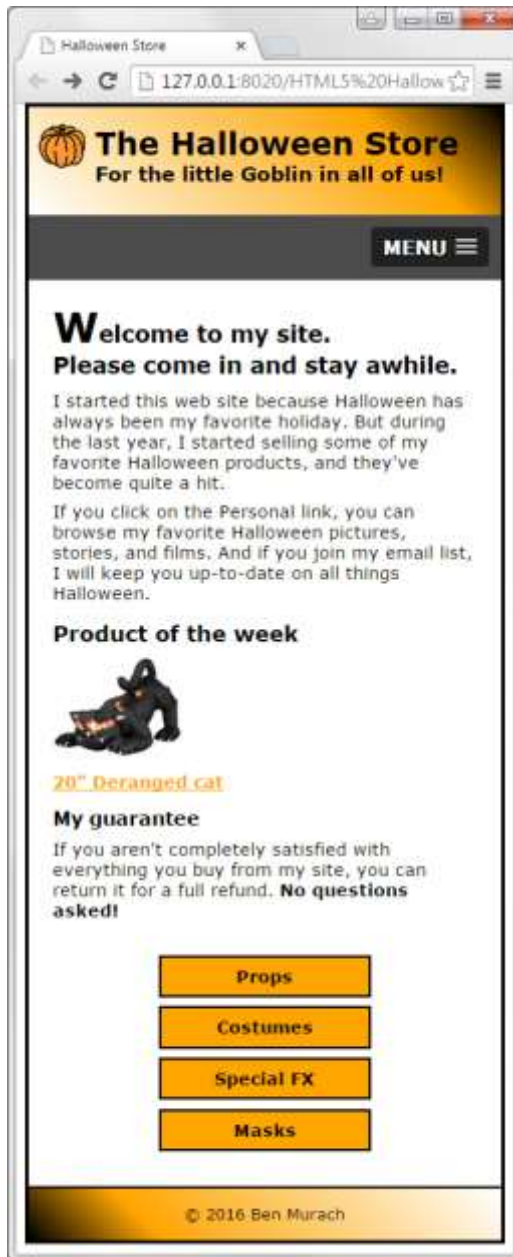 Halloween Store
127.0.0.1:8020/HTML5%20Hallow
The Halloween Store
For the little Goblin in all of us!
MENU
Welcome to my site.
Please come in and stay awhile.
I started this web site because Halloween has
always been my favorite holiday. But during
the last year, I started selling some of my
favorite Halloween products, and they've
become quite a hit.
If you click on the Personal link, you can
browse my favorite Halloween pictures,
stories, and films. And if you join my email list,
I will keep you up-to-date on all things
Halloween.
Product of the week
20" Deranged cat
My guarantee
If you aren't completely satisfied with
everything you buy from my site, you can
return it for a full refund. No questions
asked!
Props
Costumes
Special FX
Masks
© 2016 Ben Murach